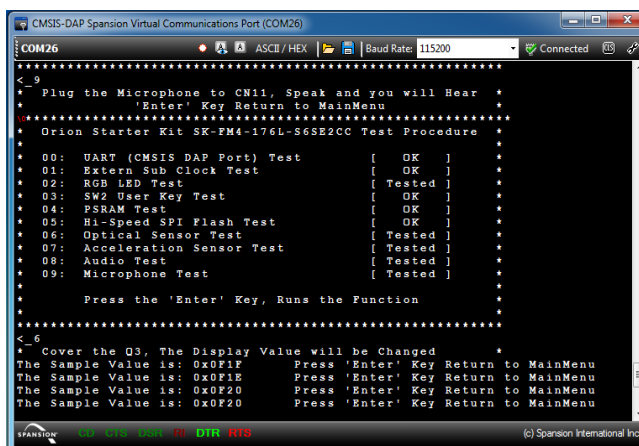 CMSIS-DAP Spansion Virtual Communications Port (COM26)
COM26 ASCII / HEX Baud Rate: 115200 Connected
***********************************************************
<_9
* Plug the Microphone to CN11, Speak and you will Hear *
* 'Enter' Key Return to MainMenu *
***********************************************************
* Orion Starter Kit SK-FM4-176L-S6SE2CC Test Procedure *
* *
* 00: UART (CMSIS DAP Port) Test [ OK ] *
* 01: Extern Sub Clock Test [ OK ] *
* 02: RGB LED Test [ Tested ] *
* 03: SW2 User Key Test [ OK ] *
* 04: PSRAM Test [ OK ] *
* 05: Hi-Speed SPI Flash Test [ OK ] *
* 06: Optical Sensor Test [ Tested ] *
* 07: Acceleration Sensor Test [ Tested ] *
* 08: Audio Test [ Tested ] *
* 09: Microphone Test [ Tested ] *
* *
* Press the 'Enter' Key, Runs the Function *
* *
***********************************************************
<_6
* Cover the Q3, The Display Value will be Changed *
The Sample Value is: 0x0F1F Press 'Enter' Key Return to MainMenu
The Sample Value is: 0x0F1E Press 'Enter' Key Return to MainMenu
The Sample Value is: 0x0F20 Press 'Enter' Key Return to MainMenu
The Sample Value is: 0x0F20 Press 'Enter' Key Return to MainMenu
SPANSION CD CTS DSR RI DTR RTS (c) Spansion International Inc